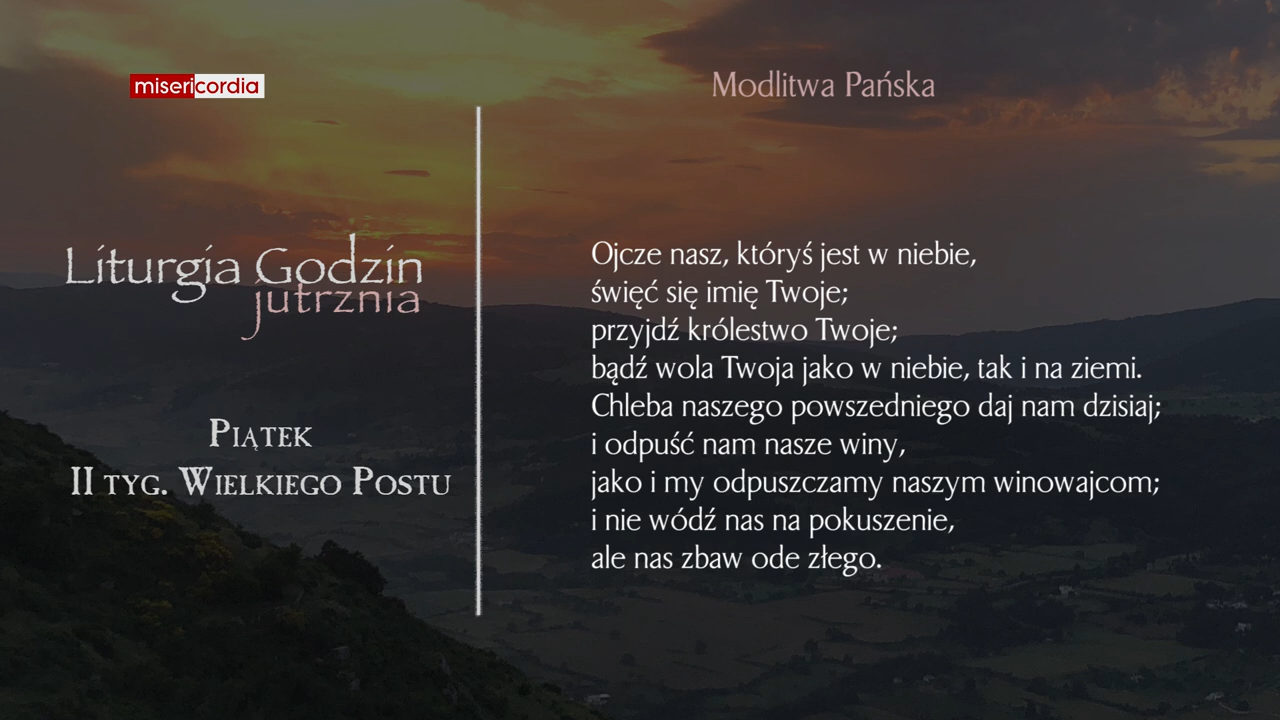 misericordia
Liturgia Godzin
jutrznia
Piątek
II tyg. Wielkiego Postu
Modlitwa Pańska
Ojcze nasz, któryś jest w niebie,
święć się imię Twoje;
przyjdź królestwo Twoje;
bądź wola Twoja jako w niebie, tak i na ziemi.
Chleba naszego powszedniego daj nam dzisiaj;
i odpuść nam nasze winy,
jako i my odpuszczamy naszym winowajcom;
i nie wódź nas na pokuszenie,
ale nas zbaw ode złego.